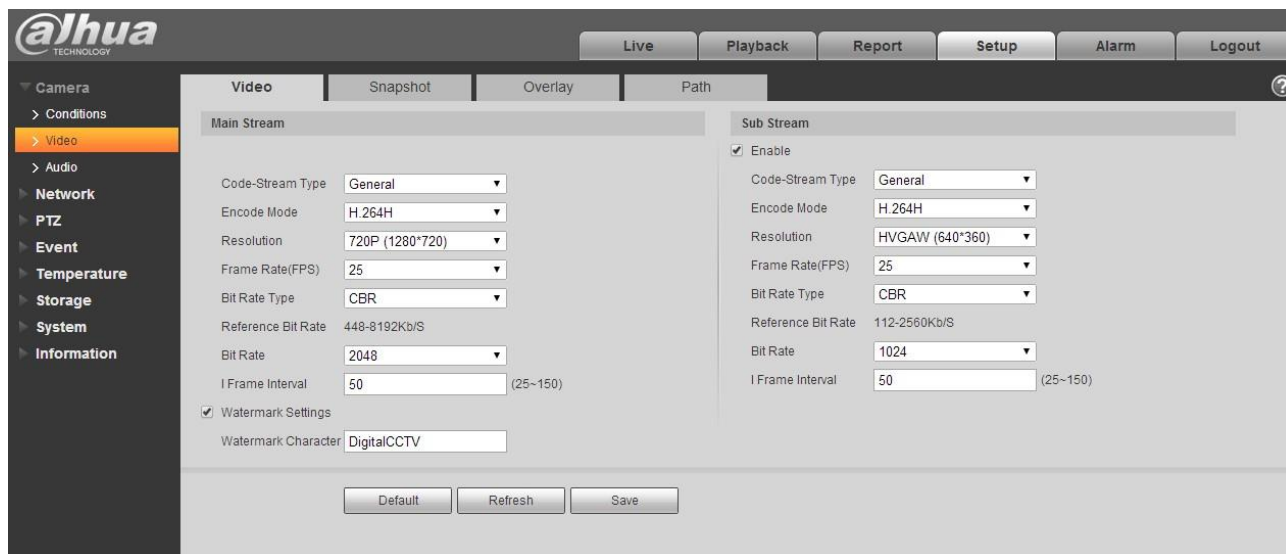 alhua
TECHNOLOGY
Live Playback Report Setup Alarm Logout
Camera
Conditions
Video
Audio
Network
PTZ
Event
Temperature
Storage
System
Information
Video Snapshot Overlay Path
?
Main Stream
Code-Stream Type General
Encode Mode H.264H
Resolution 720P (1280*720)
Frame Rate(FPS) 25
Bit Rate Type CBR
Reference Bit Rate 448-8192Kb/S
Bit Rate 2048
I Frame Interval 50 (25~150)
Watermark Settings
Watermark Character DigitalCCTV
Sub Stream
Enable
Code-Stream Type General
Encode Mode H.264H
Resolution HVGAW (640*360)
Frame Rate(FPS) 25
Bit Rate Type CBR
Reference Bit Rate 112-2560Kb/S
Bit Rate 1024
I Frame Interval 50 (25~150)
Default Refresh Save